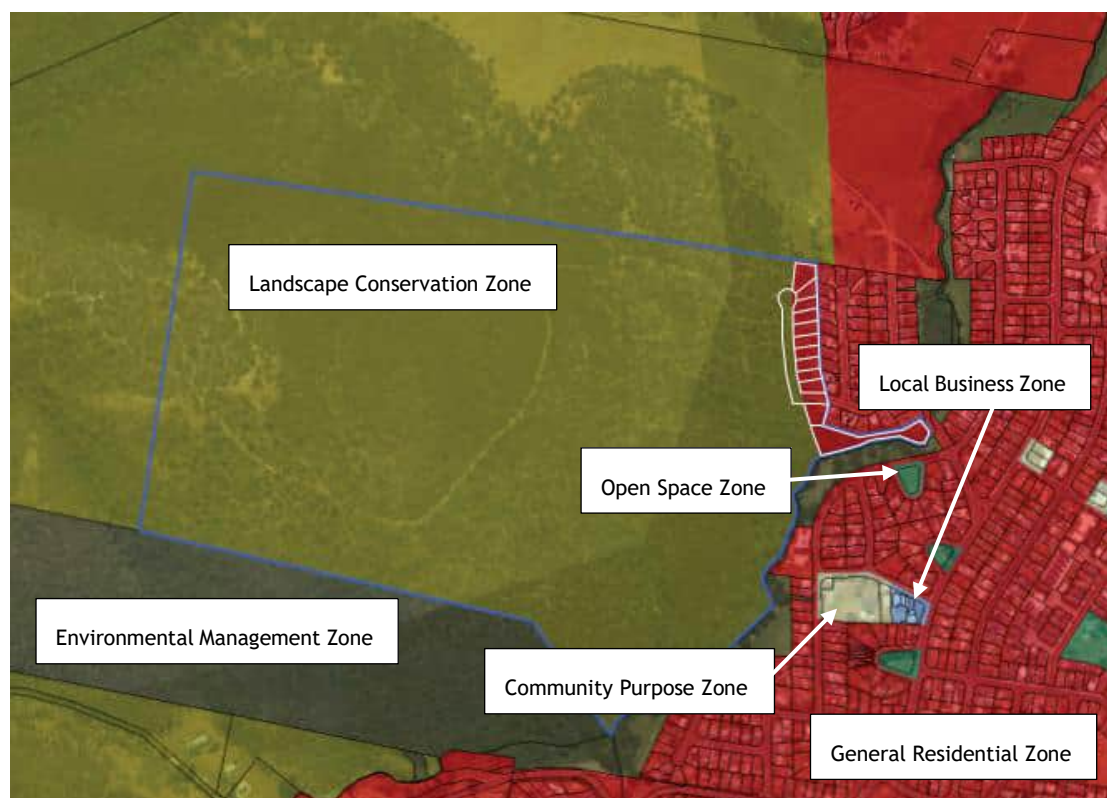 Landscape Conservation Zone
Local Business Zone
Open Space Zone
Environmental Management Zone
Community Purpose Zone
General Residential Zone